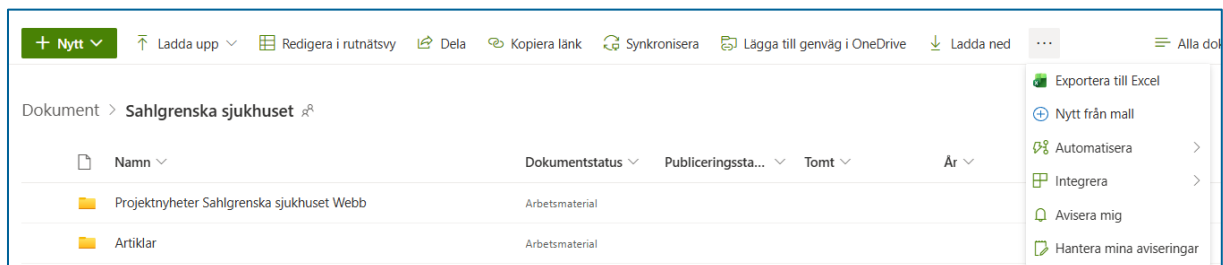 + Nytt Ladda upp Redigera i rutnätsvy Dela Kopiera länk Synkronisera Lägga till genväg i OneDrive Ladda ned ... Alla dok
Exportera till Excel
Dokument > Sahlgrenska sjukhuset
Nytt från mall
Automatisera
Namn Dokumentstatus Publiceringssta... Tomt År
Integrera
Projektnyheter Sahlgrenska sjukhuset Webb Arbetsmaterial
Avisera mig
Artiklar Arbetsmaterial
Hantera mina aviseringar